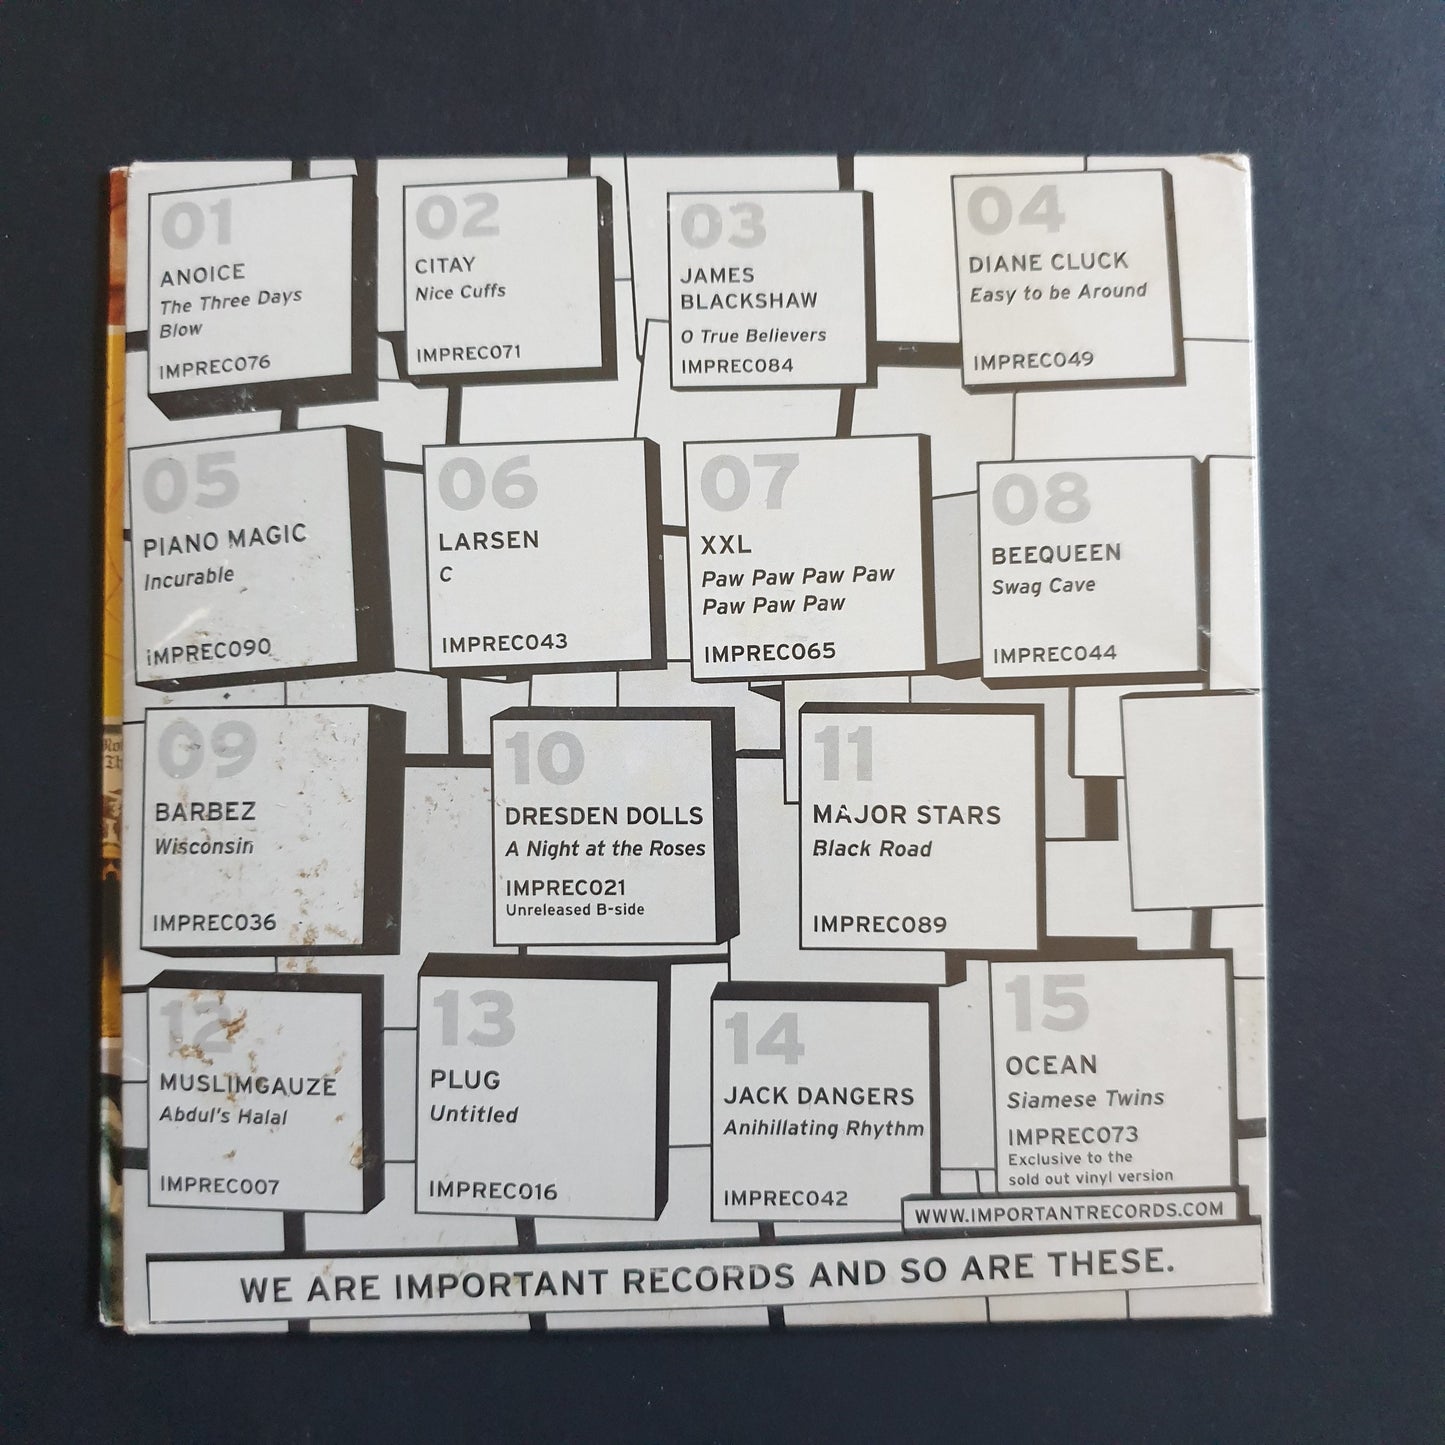 01
ANOICE
The Three Days
Blow
IMPREC076
02
CITAY
Nice Cuffs
IMPREC071
03
JAMES
BLACKSHAW
O True Believers
IMPREC084
04
DIANE CLUCK
Easy to be Around
IMPREC049
05
PIANO MAGIC
Incurable
IMPREC090
06
LARSEN
C
IMPREC043
07
XXL
Paw Paw Paw Paw
Paw Paw Paw
IMPREC065
08
BEEQUEEN
Swag Cave
IMPREC044
09
BARBEZ
Wisconsin
IMPREC036
10
DRESDEN DOLLS
A Night at the Roses
IMPREC021
Unreleased B-side
11
MAJOR STARS
Black Road
IMPREC089
12
MUSLIMGAUZE
Abdul's Halal
IMPREC007
13
PLUG
Untitled
IMPREC016
14
JACK DANGERS
Anihillating Rhythm
IMPREC042
15
OCEAN
Siamese Twins
IMPREC073
Exclusive to the
sold out vinyl version
WWW.IMPORTANTRECORDS.COM
WE ARE IMPORTANT RECORDS AND SO ARE THESE.